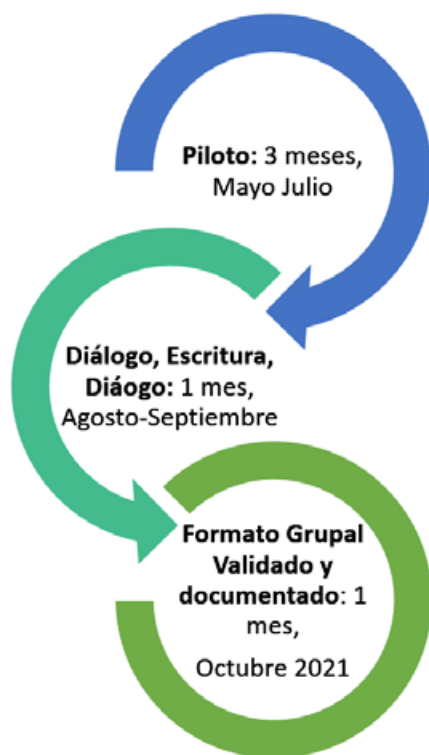 Piloto: 3 meses,
Mayo Julio
Diálogo, Escritura,
Diáogo: 1 mes,
Agosto-Septiembre
Formato Grupal
Validado y
documentado: 1
mes,
Octubre 2021